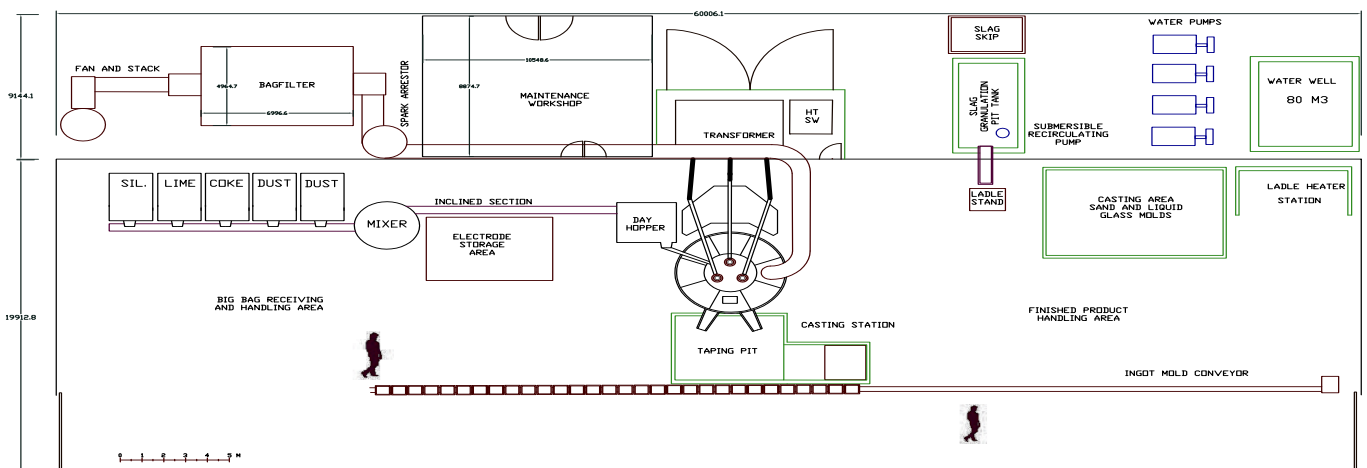 60006.1
9144.1
19912.8
FAN AND STACK
4964.7
BAGFILTER
6996.6
SPARK ARRESTOR
10548.6
8874.7
MAINTENANCE
WORKSHOP
TRANSFORMER
HT
SW
SLAG
SKIP
SLAG
GRANULATION
PIT TANK
SUBMERSIBLE
RECIRCULATING
PUMP
WATER PUMPS
WATER WELL
80 M3
SIL.
LIME
COKE
DUST
DUST
MIXER
INCLINED SECTION
ELECTRODE
STORAGE
AREA
DAY
HOPPER
LADLE
STAND
CASTING AREA
SAND AND LIQUID
GLASS MOLDS
LADLE HEATER
STATION
BIG BAG RECEIVING
AND HANDLING AREA
FINISHED PRODUCT
HANDLING AREA
CASTING STATION
TAPING PIT
INGOT MOLD CONVEYOR
0 1 2 3 4 5 M